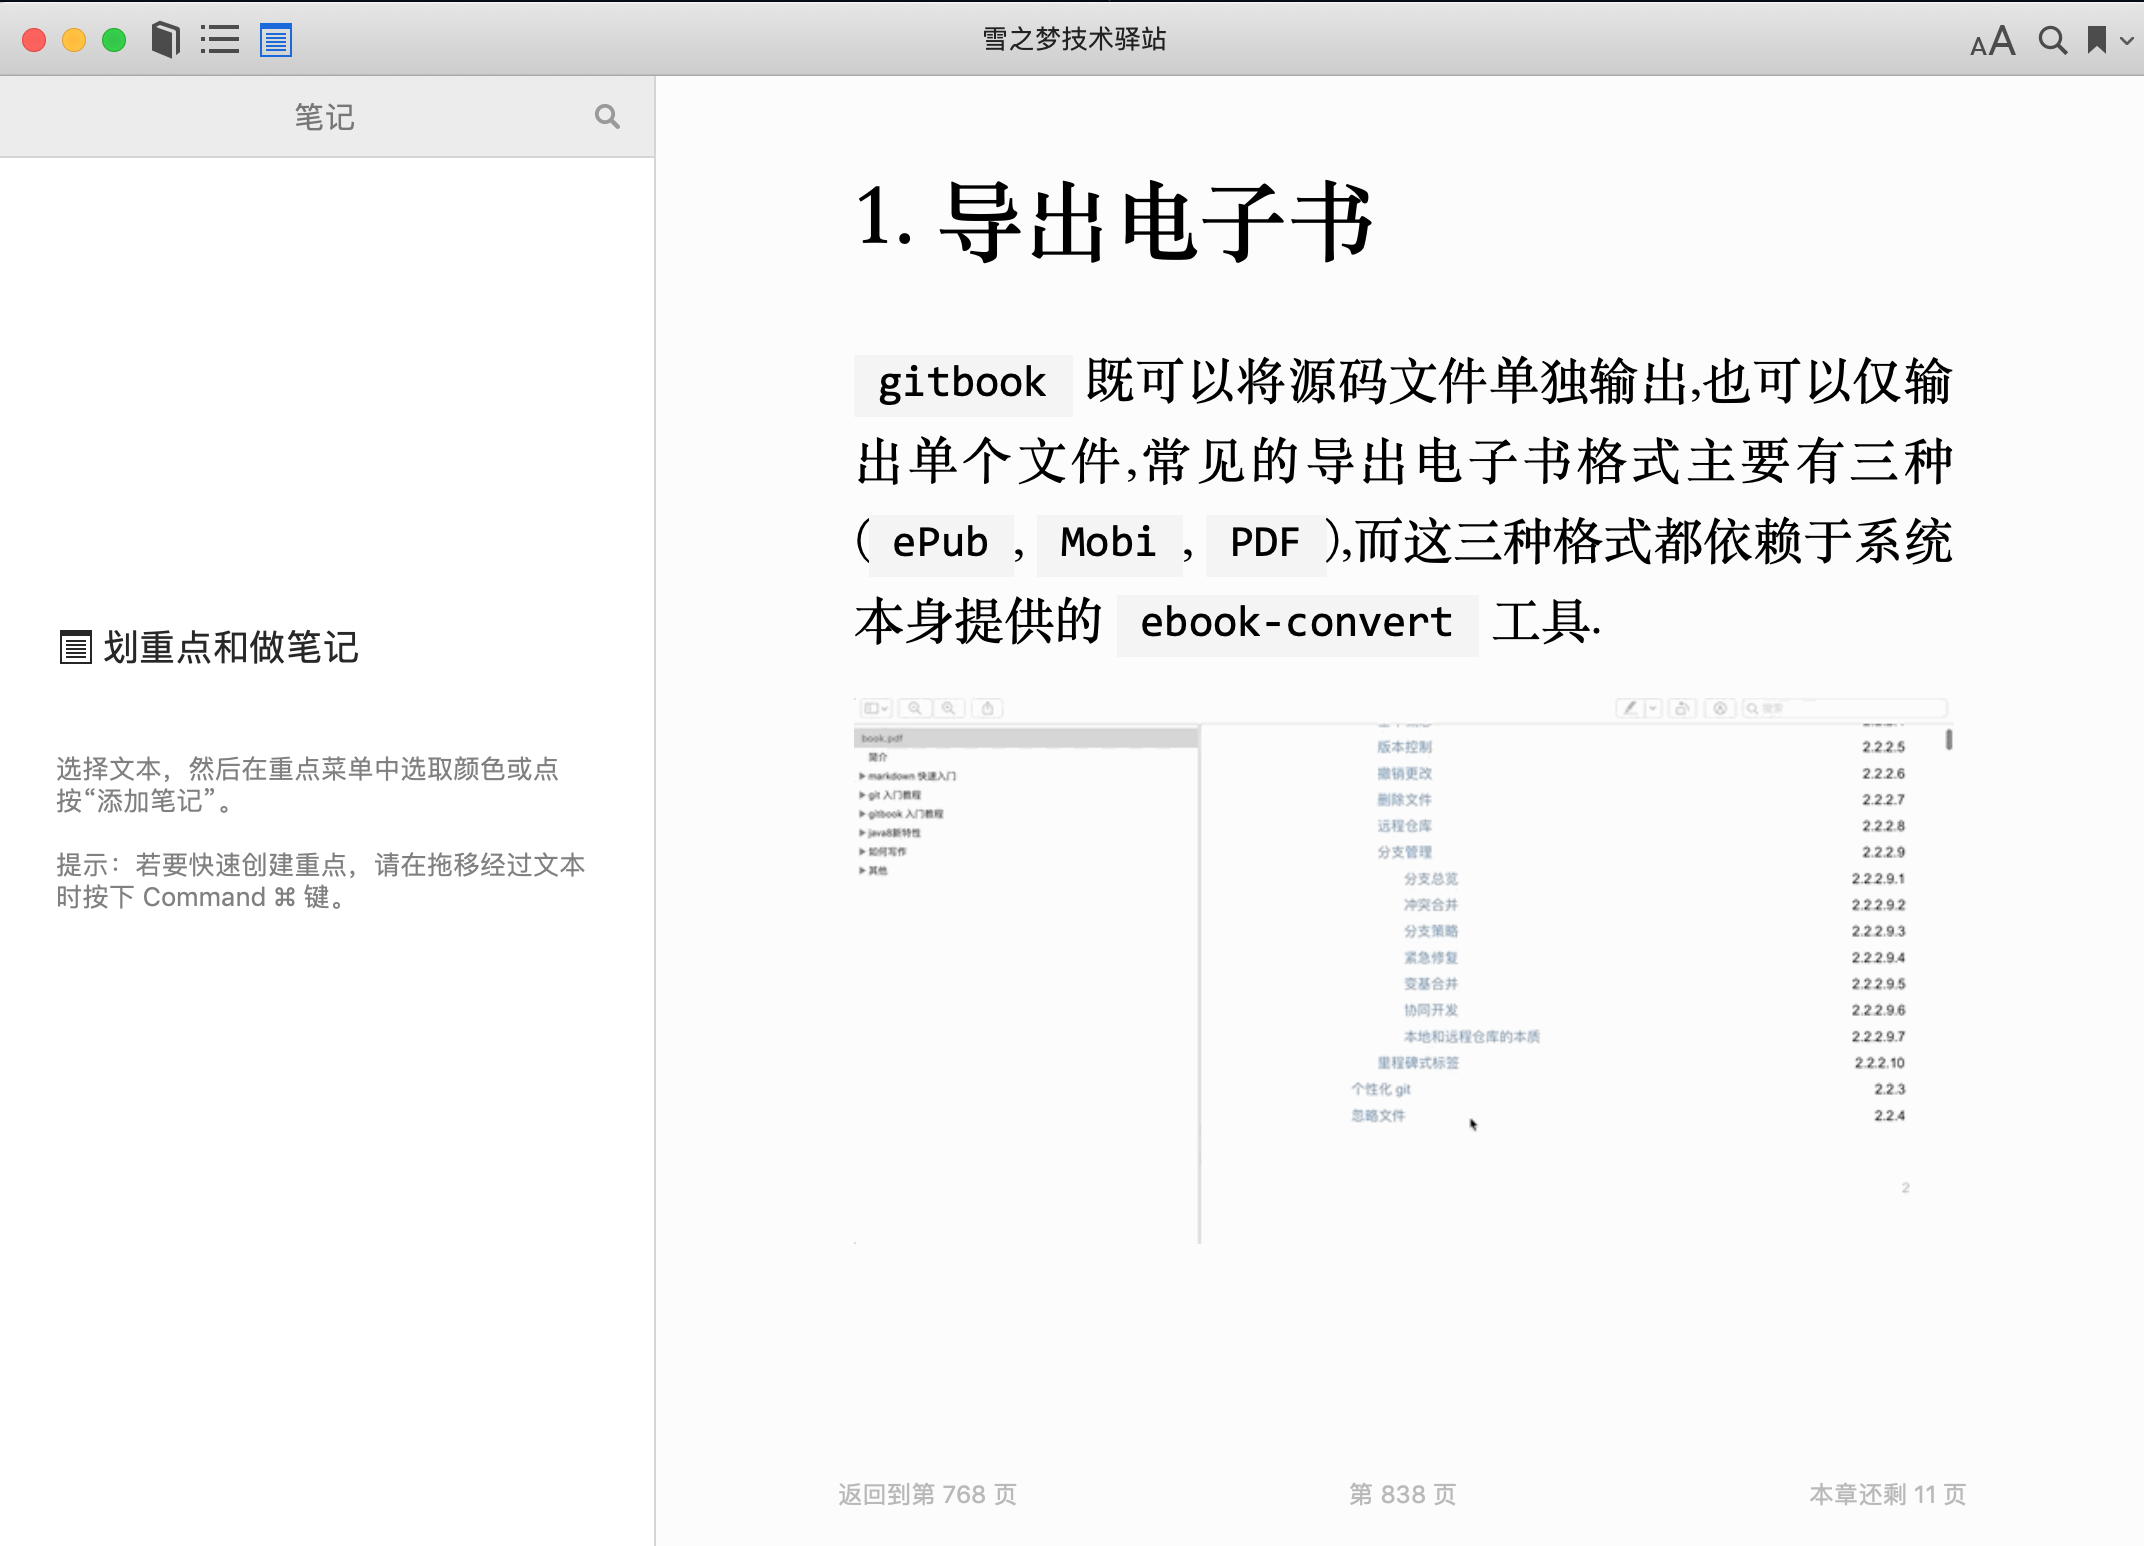 雪之梦技术驿站
AA
笔记
划重点和做笔记
选择文本，然后在重点菜单中选取颜色或点
按“添加笔记”。
提示：若要快速创建重点，请在拖移经过文本
时按下 Command ⌘ 键。
1. 导出电子书
gitbook 既可以将源码文件单独输出,也可以仅输
出单个文件,常见的导出电子书格式主要有三种
( ePub , Mobi , PDF ),而这三种格式都依赖于系统
本身提供的 ebook-convert 工具.
搜索
book.pdf
简介
markdown 快速入门
git 入门教程
gitbook 入门教程
java8新特性
如何写作
其他
版本控制 2.2.2.5
撤销更改 2.2.2.6
删除文件 2.2.2.7
远程仓库 2.2.2.8
分支管理 2.2.2.9
分支总览 2.2.2.9.1
冲突合并 2.2.2.9.2
分支策略 2.2.2.9.3
紧急修复 2.2.2.9.4
变基合并 2.2.2.9.5
协同开发 2.2.2.9.6
本地和远程仓库的本质 2.2.2.9.7
里程碑式标签 2.2.2.10
个性化 git 2.2.3
忽略文件 2.2.4
2
返回到第 768 页 第 838 页 本章还剩 11 页